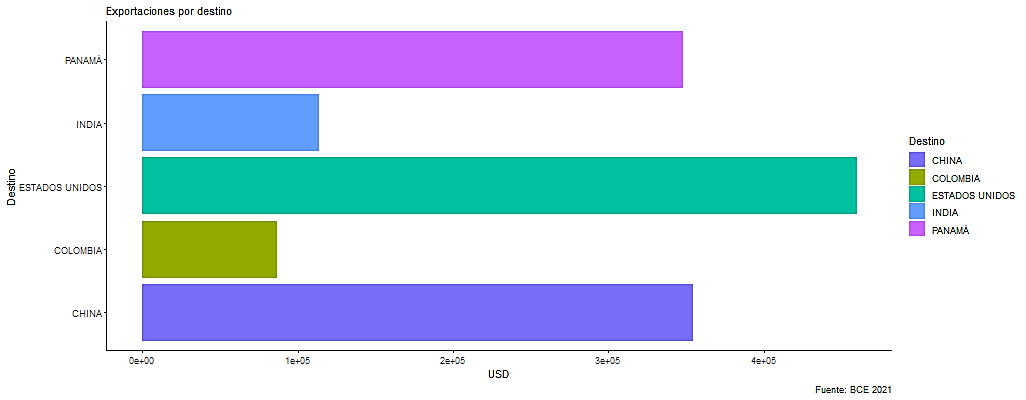 Exportaciones por destino
PANAMÁ
INDIA
ESTADOS UNIDOS
COLOMBIA
CHINA
Destino
0e+00
1e+05
2e+05
3e+05
4e+05
USD
Destino
CHINA
COLOMBIA
ESTADOS UNIDOS
INDIA
PANAMÁ
Fuente: BCE 2021